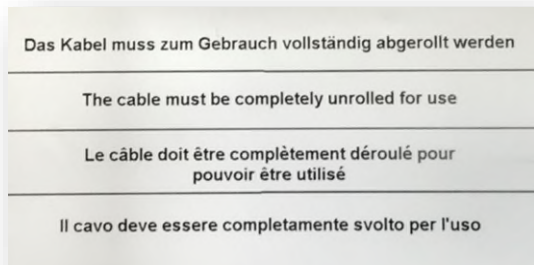 Das Kabel muss zum Gebrauch vollständig abgerollt werden
The cable must be completely unrolled for use
Le câble doit être complètement déroulé pour
pouvoir être utilisé
Il cavo deve essere completamente svolto per l'uso